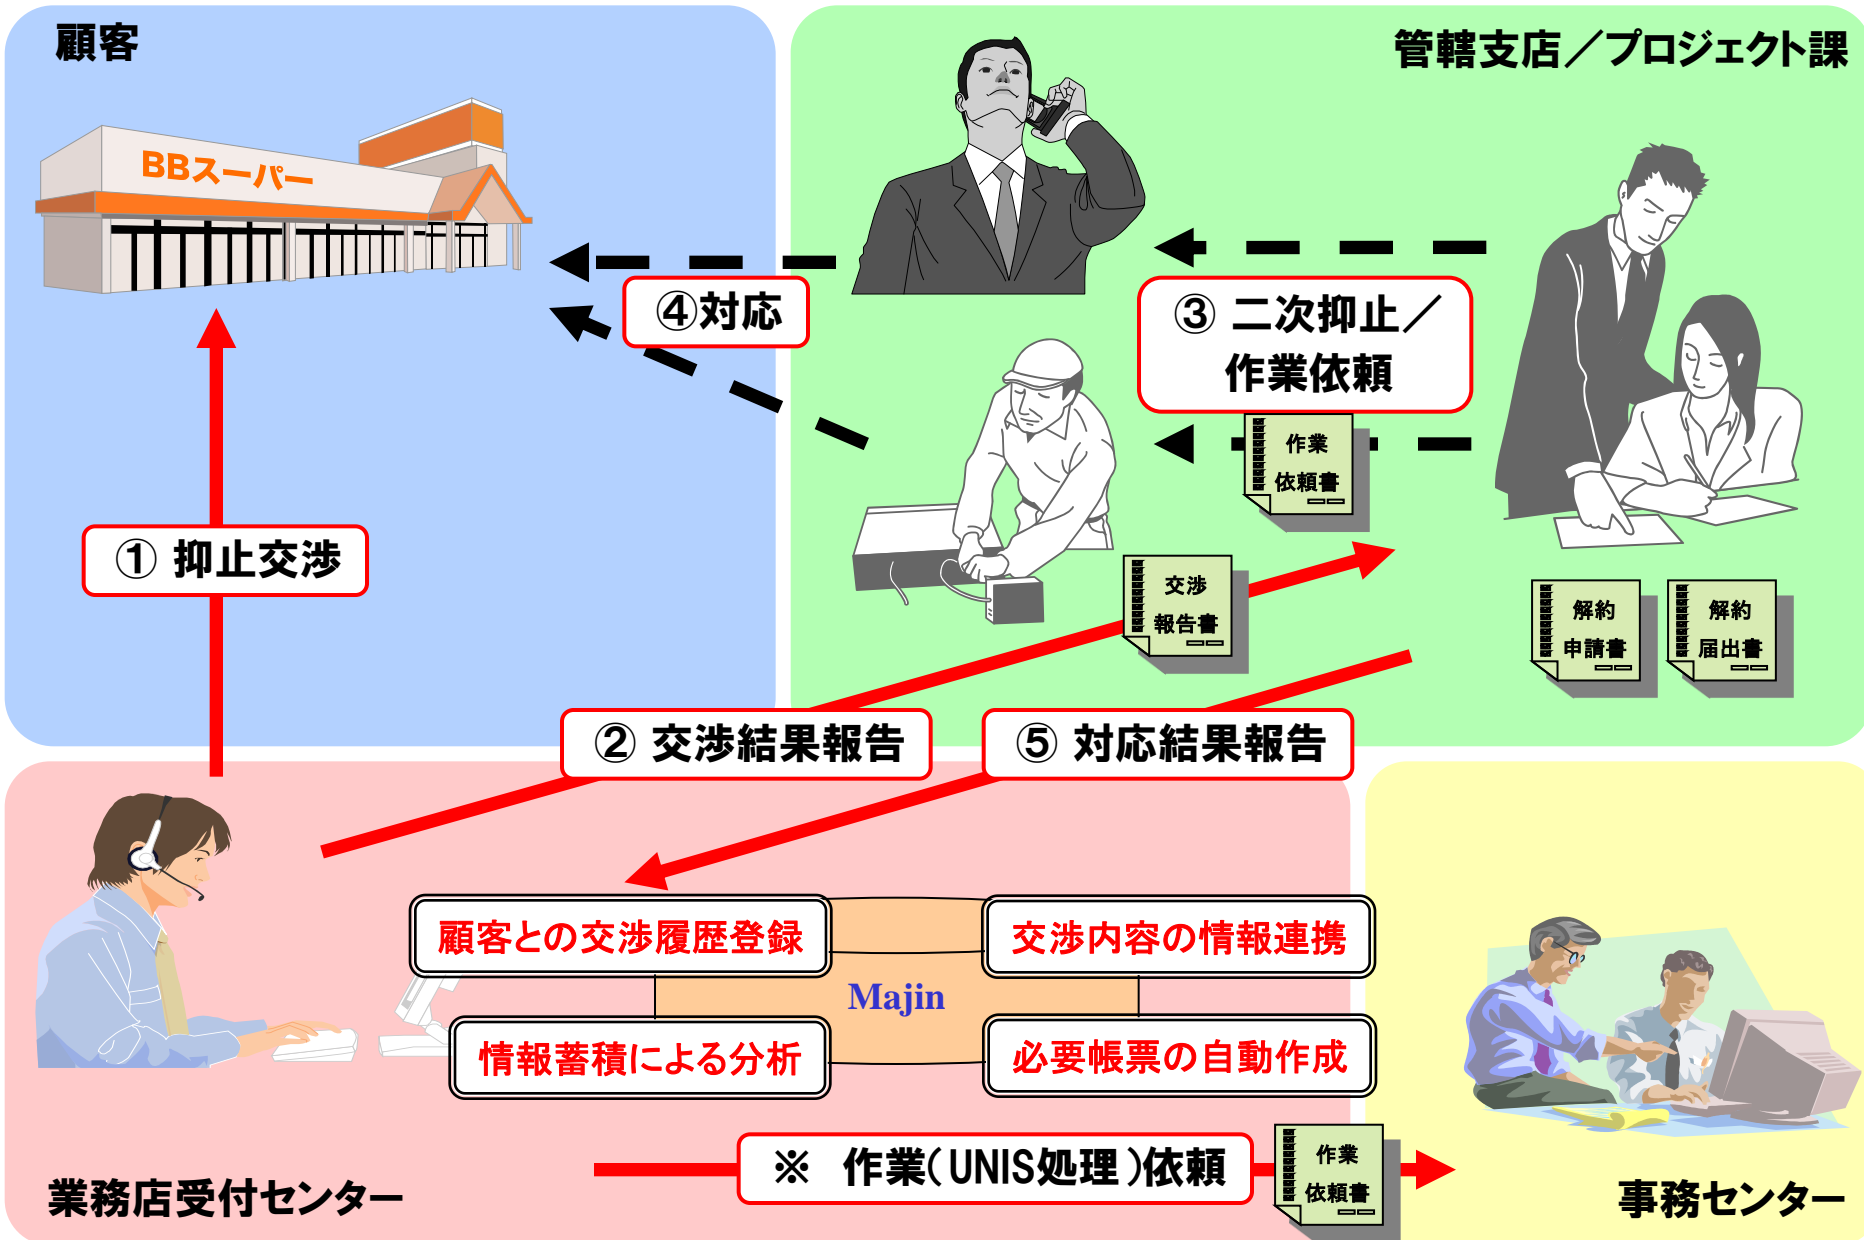 顧客
管轄支店／プロジェクト課
BBスーパー
④対応
③ 二次抑止／
作業依頼
作業
依頼書
① 抑止交渉
交渉
報告書
解約
申請書
解約
届出書
② 交渉結果報告
⑤ 対応結果報告
顧客との交渉履歴登録
交渉内容の情報連携
Majin
情報蓄積による分析
必要帳票の自動作成
※　作業(UNIS処理)依頼
作業
依頼書
業務店受付センター
事務センター